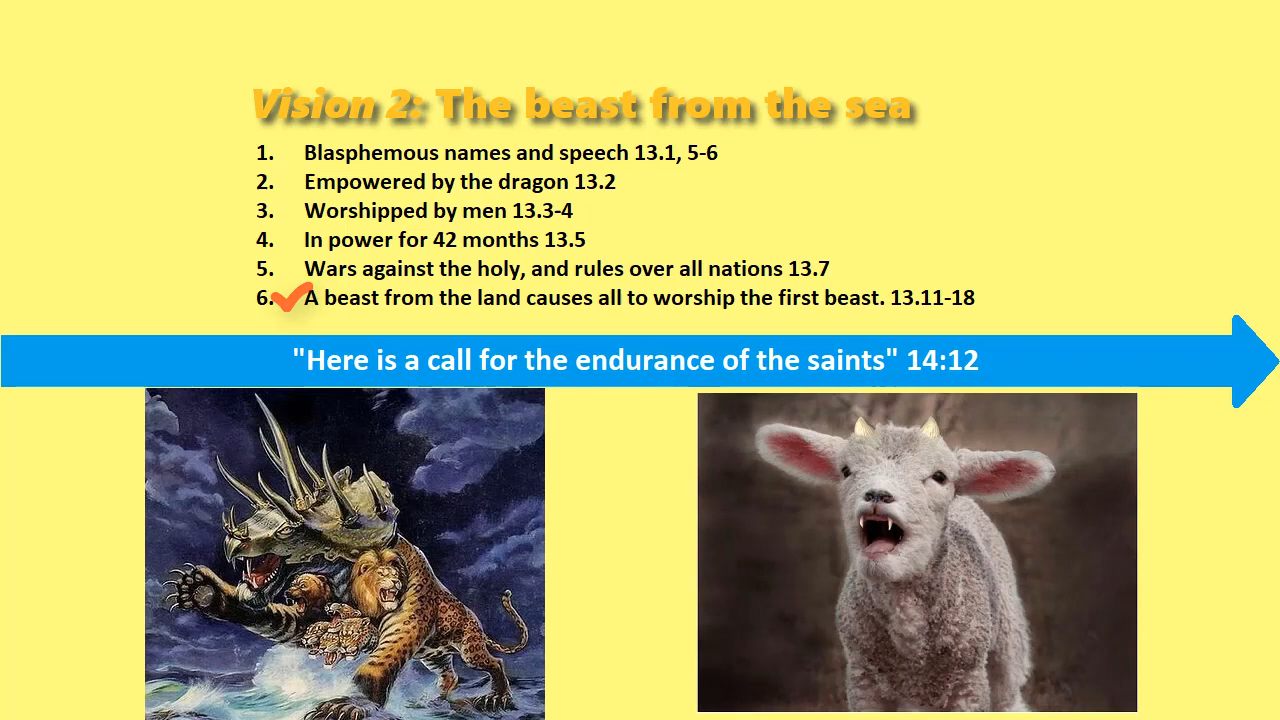 Vision 2: The beast from the sea
1. Blasphemous names and speech 13.1, 5-6
2. Empowered by the dragon 13.2
3. Worshipped by men 13.3-4
4. In power for 42 months 13.5
5. Wars against the holy, and rules over all nations 13.7
6. A beast from the land causes all to worship the first beast. 13.11-18
"Here is a call for the endurance of the saints" 14:12